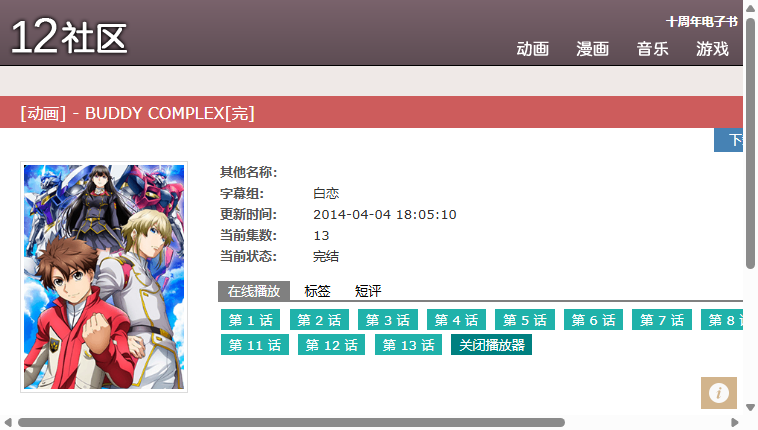 12社区
十周年电子书
动画 漫画 音乐 游戏
[动画] - BUDDY COMPLEX[完]
下
其他名称:
字幕组: 白恋
更新时间: 2014-04-04 18:05:10
当前集数: 13
当前状态: 完结
在线播放 标签 短评
第 1 话 第 2 话 第 3 话 第 4 话 第 5 话 第 6 话 第 7 话 第 8
第 11 话 第 12 话 第 13 话 关闭播放器
i